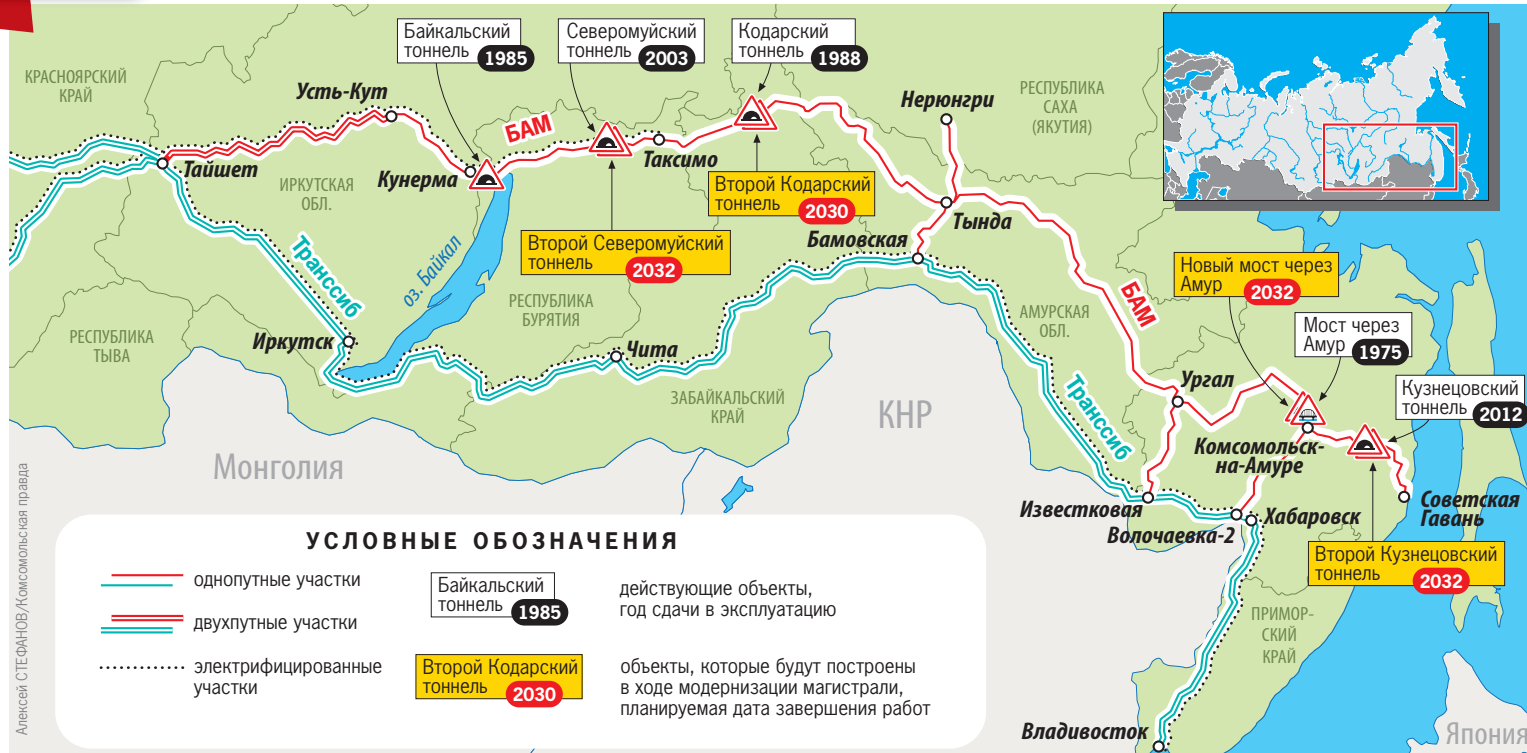 Байкальский
тоннель 1985
Северомуйский
тоннель 2003
Кодарский
тоннель 1988
КРАСНОЯРСКИЙ
КРАЙ
Усть-Кут
БАМ
Нерюнгри
РЕСПУБЛИКА
САХА
(ЯКУТИЯ)
Тайшет
ИРКУТСКАЯ
ОБЛ.
Кунерма
Таксимо
Второй Кодарский
тоннель 2030
Тында
Бамовская
Второй Северомуйский
тоннель 2032
Транссиб
оз. Байкал
РЕСПУБЛИКА
БУРЯТИЯ
РЕСПУБЛИКА
ТЫВА
Иркутск
Чита
ЗАБАЙКАЛЬСКИЙ
КРАЙ
АМУРСКАЯ
ОБЛ.
БАМ
Новый мост через
Амур 2032
Мост через
Амур 1975
Кузнецовский
тоннель 2012
Ургал
Транссиб
КНР
Монголия
Комсомольск-
на-Амуре
Советская
Гавань
Известковая
Волочаевка-2
Хабаровск
Второй Кузнецовский
тоннель 2032
ПРИМОР-
СКИЙ
КРАЙ
Владивосток
Япония
УСЛОВНЫЕ ОБОЗНАЧЕНИЯ
однопутные участки
двухпутные участки
электрифицированные
участки
Байкальский
тоннель 1985
действующие объекты,
год сдачи в эксплуатацию
Второй Кодарский
тоннель 2030
объекты, которые будут построены
в ходе модернизации магистрали,
планируемая дата завершения работ
Алексей СТЕФАНОВ/Комсомольская правда